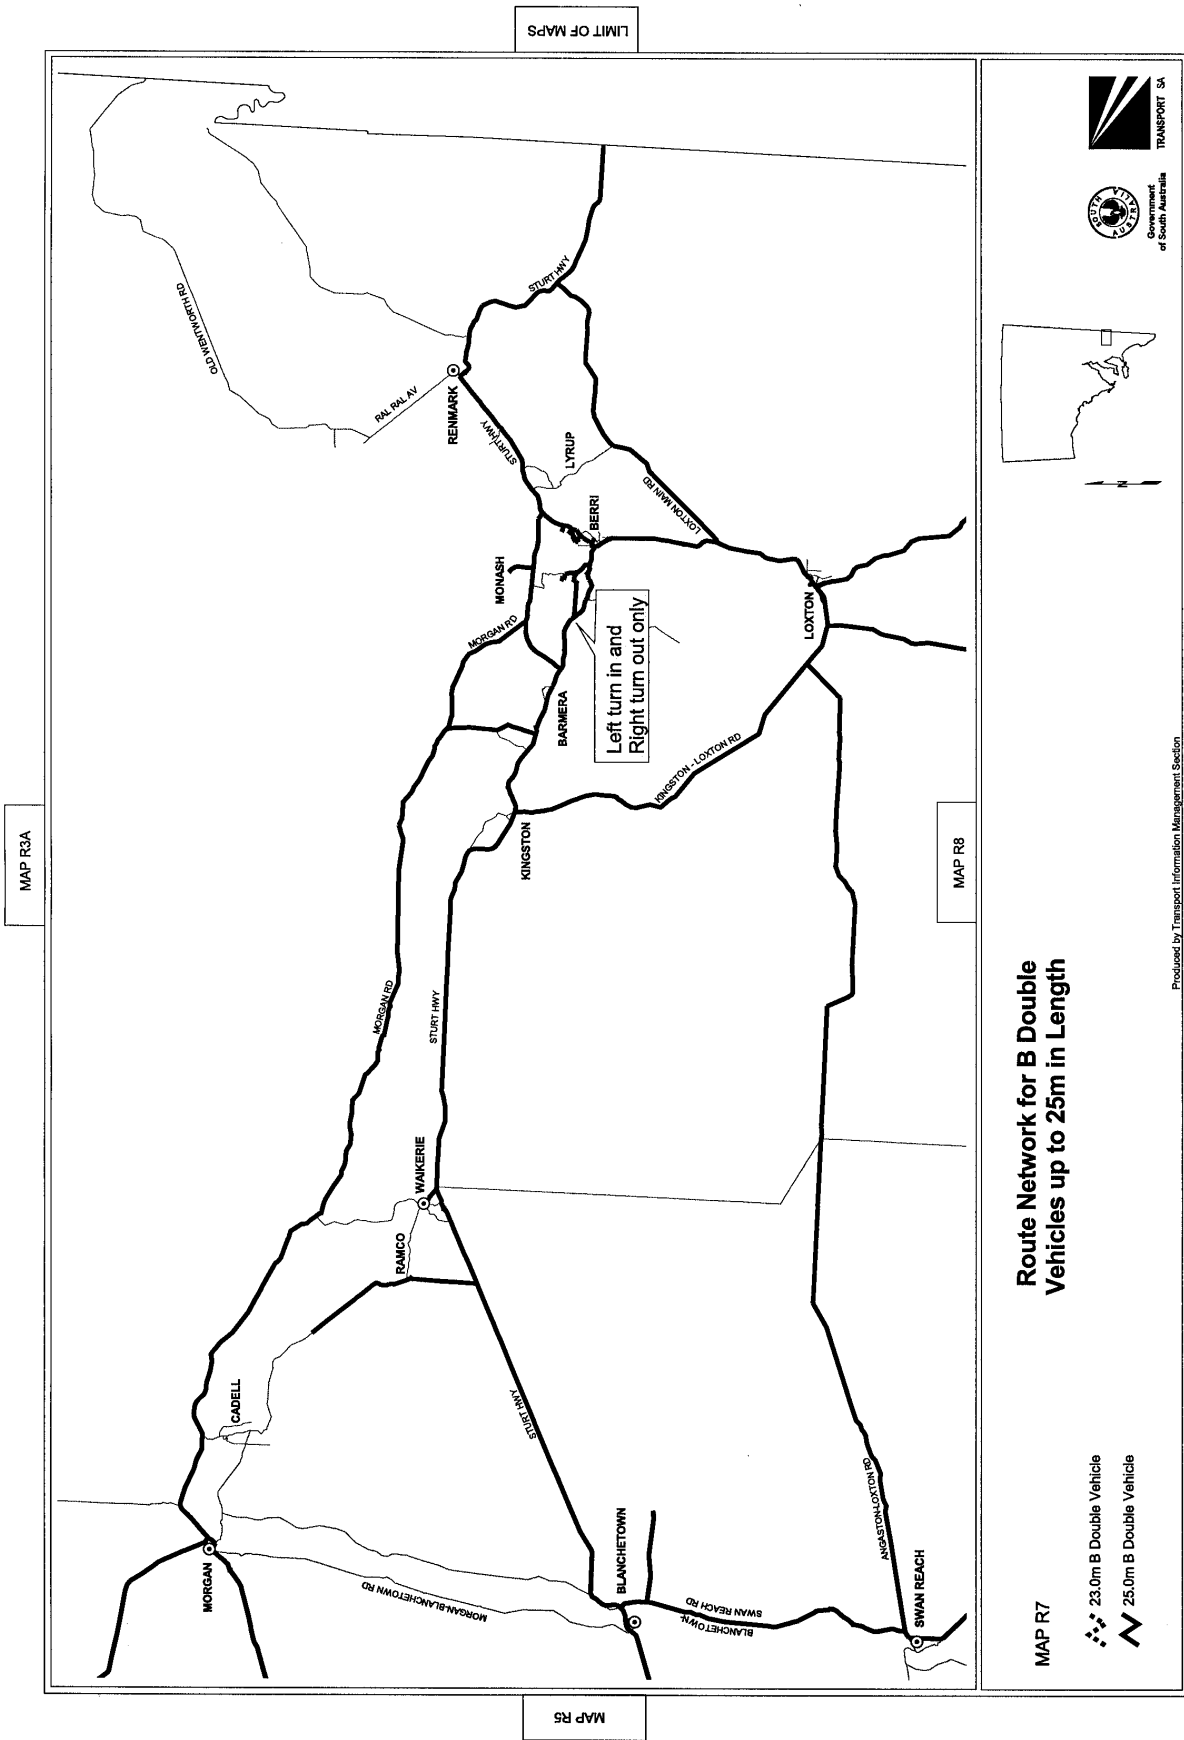 LIMIT OF MAPS
MAP R3A
MAP R8
MAP R5
OLD WENTWORTH RD
RAL RAL AV
RENMARK
STURT HWY
STURT HWY
LYRUP
BERRI
LOXTON MAIN RD
MONASH
MORGAN RD
BARMERA
Left turn in and
Right turn out only
LOXTON
KINGSTON - LOXTON RD
KINGSTON
MORGAN RD
STURT HWY
WAIKERIE
RAMCO
CADELL
STURT HWY
MORGAN
MORGAN-BLANCHETOWN RD
BLANCHETOWN
BLANCHETOWN-
SWAN REACH RD
ANGASTON-LOXTON RD
SWAN REACH
Route Network for B Double
Vehicles up to 25m in Length
MAP R7
23.0m B Double Vehicle
25.0m B Double Vehicle
N
SOUTH AUSTRALIA
Government
of South Australia
TRANSPORT SA
Produced by Transport Information Management Section